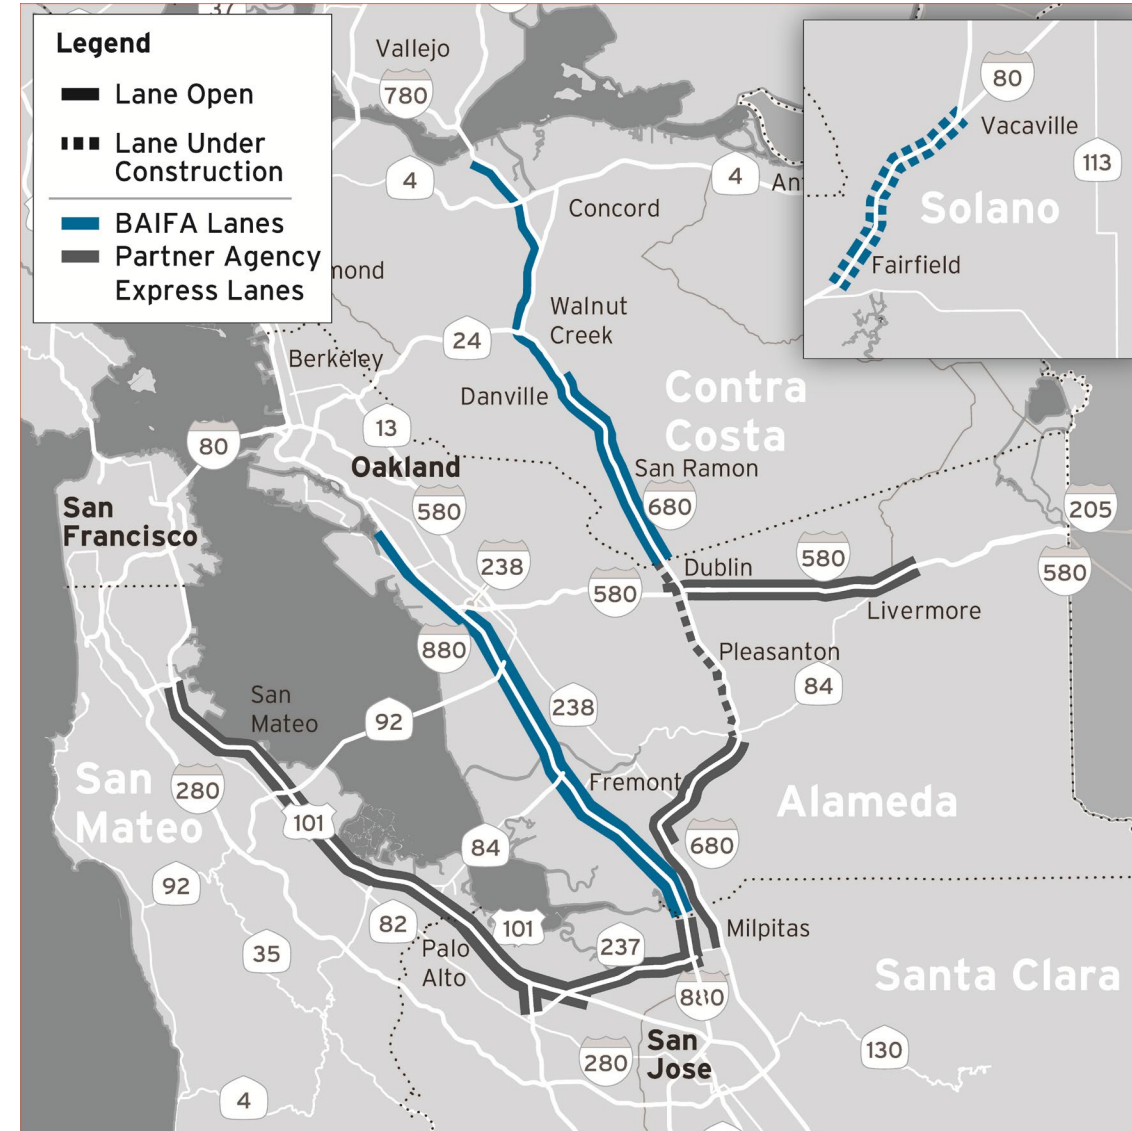 37
Legend
Lane Open
Lane Under
Construction
BAIFA Lanes
Partner Agency
Express Lanes
Vallejo
780
80
Vacaville
113
Solano
Fairfield
4
4
Ant
Concord
mond
Walnut
Creek
24
Berkeley
Danville
Contra
Costa
13
80
Oakland
San Ramon
680
580
205
San
Francisco
238
580
Dublin
580
580
Livermore
880
Pleasanton
84
San
Mateo
92
238
Fremont
San
Mateo
280
101
Alameda
84
680
92
82
101
Milpitas
237
Palo
Alto
35
Santa Clara
880
San
Jose
280
130
4